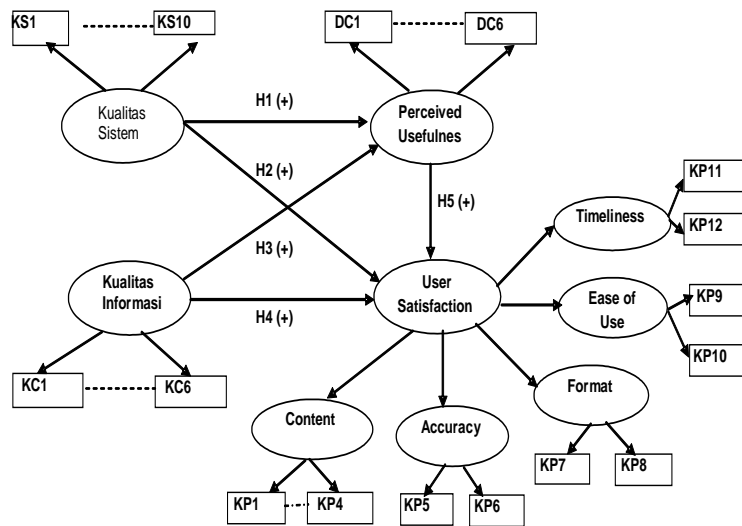 KS1
KS10
DC1
DC6
Kualitas
Sistem
H1 (+)
Perceived
Usefulnes
H2 (+)
H5 (+)
KP11
Timeliness
KP12
H3 (+)
Kualitas
Informasi
User
Satisfaction
H4 (+)
Ease of
Use
KP9
KP10
KC1
KC6
Content
Accuracy
Format
KP7
KP8
KP1
KP4
KP5
KP6